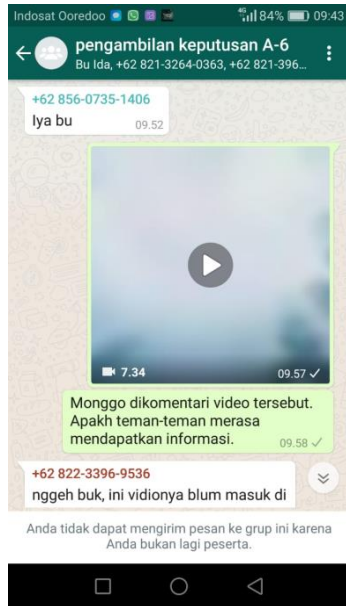 Indosat Ooredoo 4G 84% 09:43
pengambilan keputusan A-6
Bu Ida, +62 821-3264-0363, +62 821-396...
+62 856-0735-1406
Iya bu 09.52
7.34 09.57
Monggo dikomentari video tersebut.
Apakh teman-teman merasa
mendapatkan informasi. 09.58
+62 822-3396-9536
nggeh buk, ini vidionya blum masuk di
Anda tidak dapat mengirim pesan ke grup ini karena
Anda bukan lagi peserta.